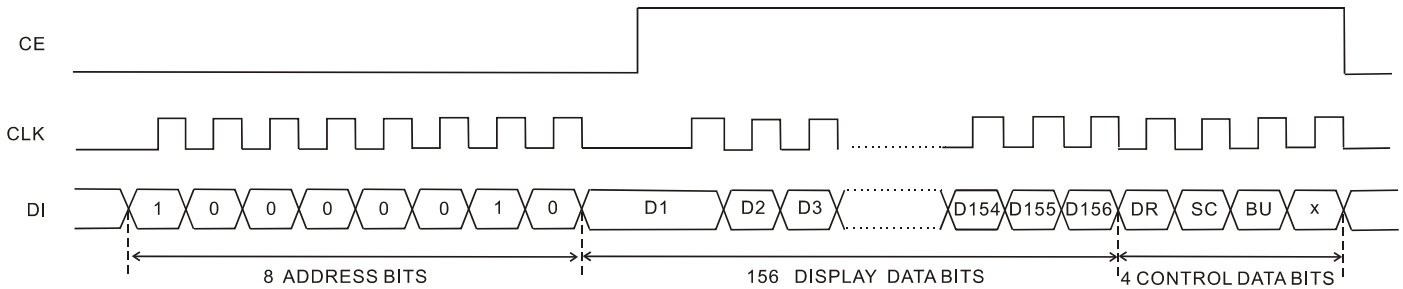 CE
CLK
DI 1 0 0 0 0 0 1 0 D1 D2 D3 D154 D155 D156 DR SC BU x
8 ADDRESS BITS 156 DISPLAY DATA BITS 4 CONTROL DATA BITS